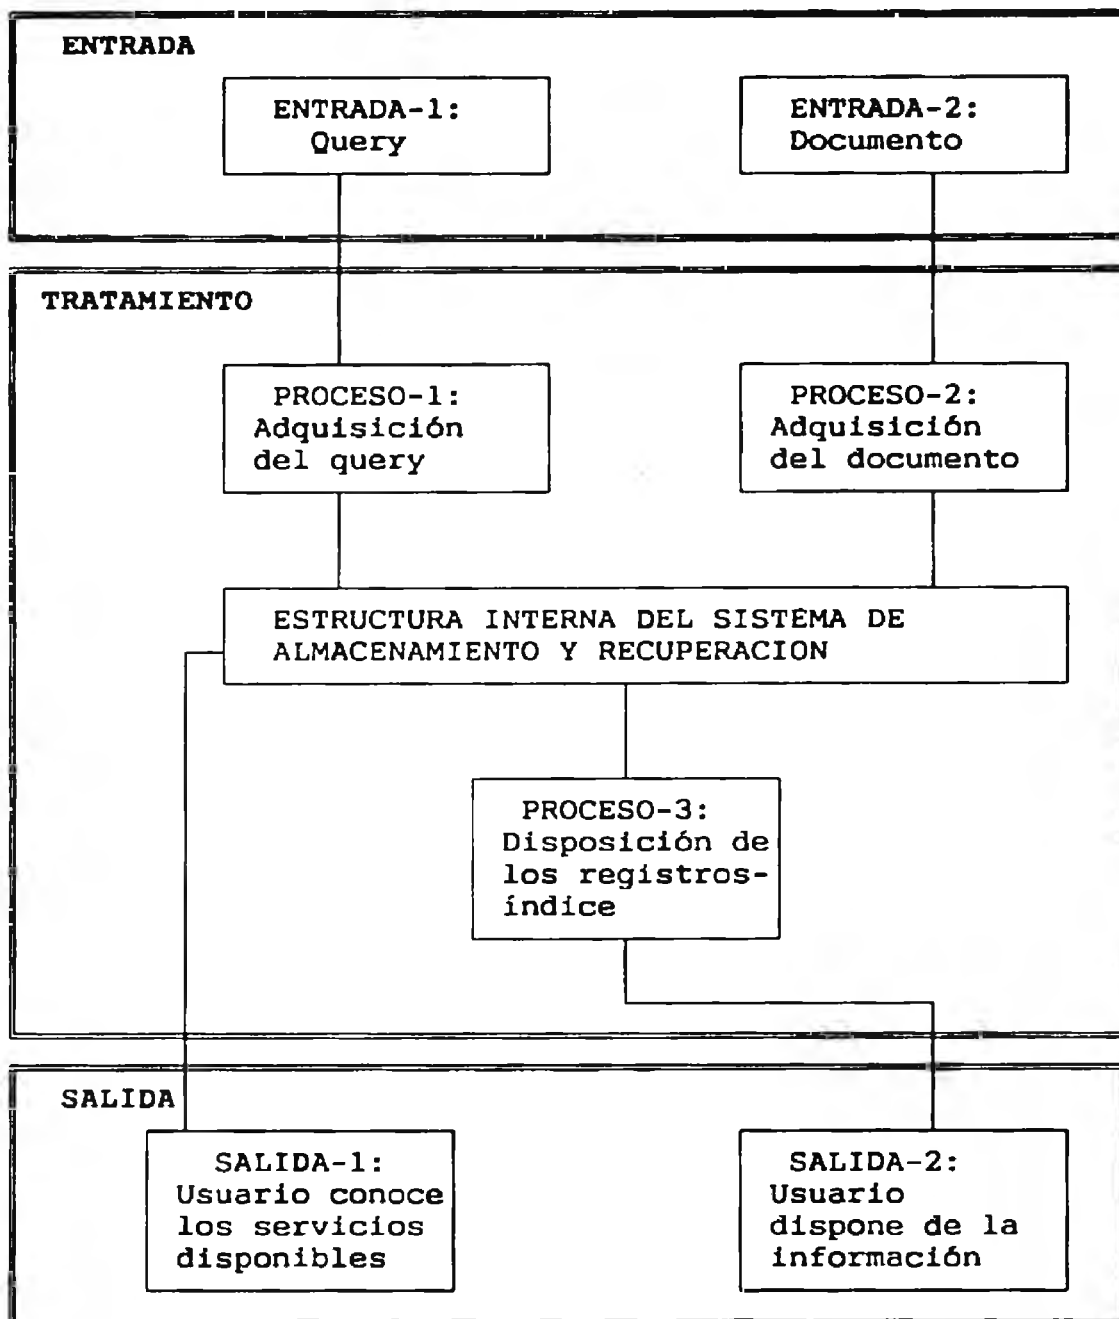 ENTRADA
ENTRADA-1:
Query
ENTRADA-2:
Documento
TRATAMIENTO
PROCESO-1:
Adquisición
del query
PROCESO-2:
Adquisición
del documento
ESTRUCTURA INTERNA DEL SISTEMA DE
ALMACENAMIENTO Y RECUPERACION
PROCESO-3:
Disposición de
los registros-
índice
SALIDA
SALIDA-1:
Usuario conoce
los servicios
disponibles
SALIDA-2:
Usuario
dispone de la
información